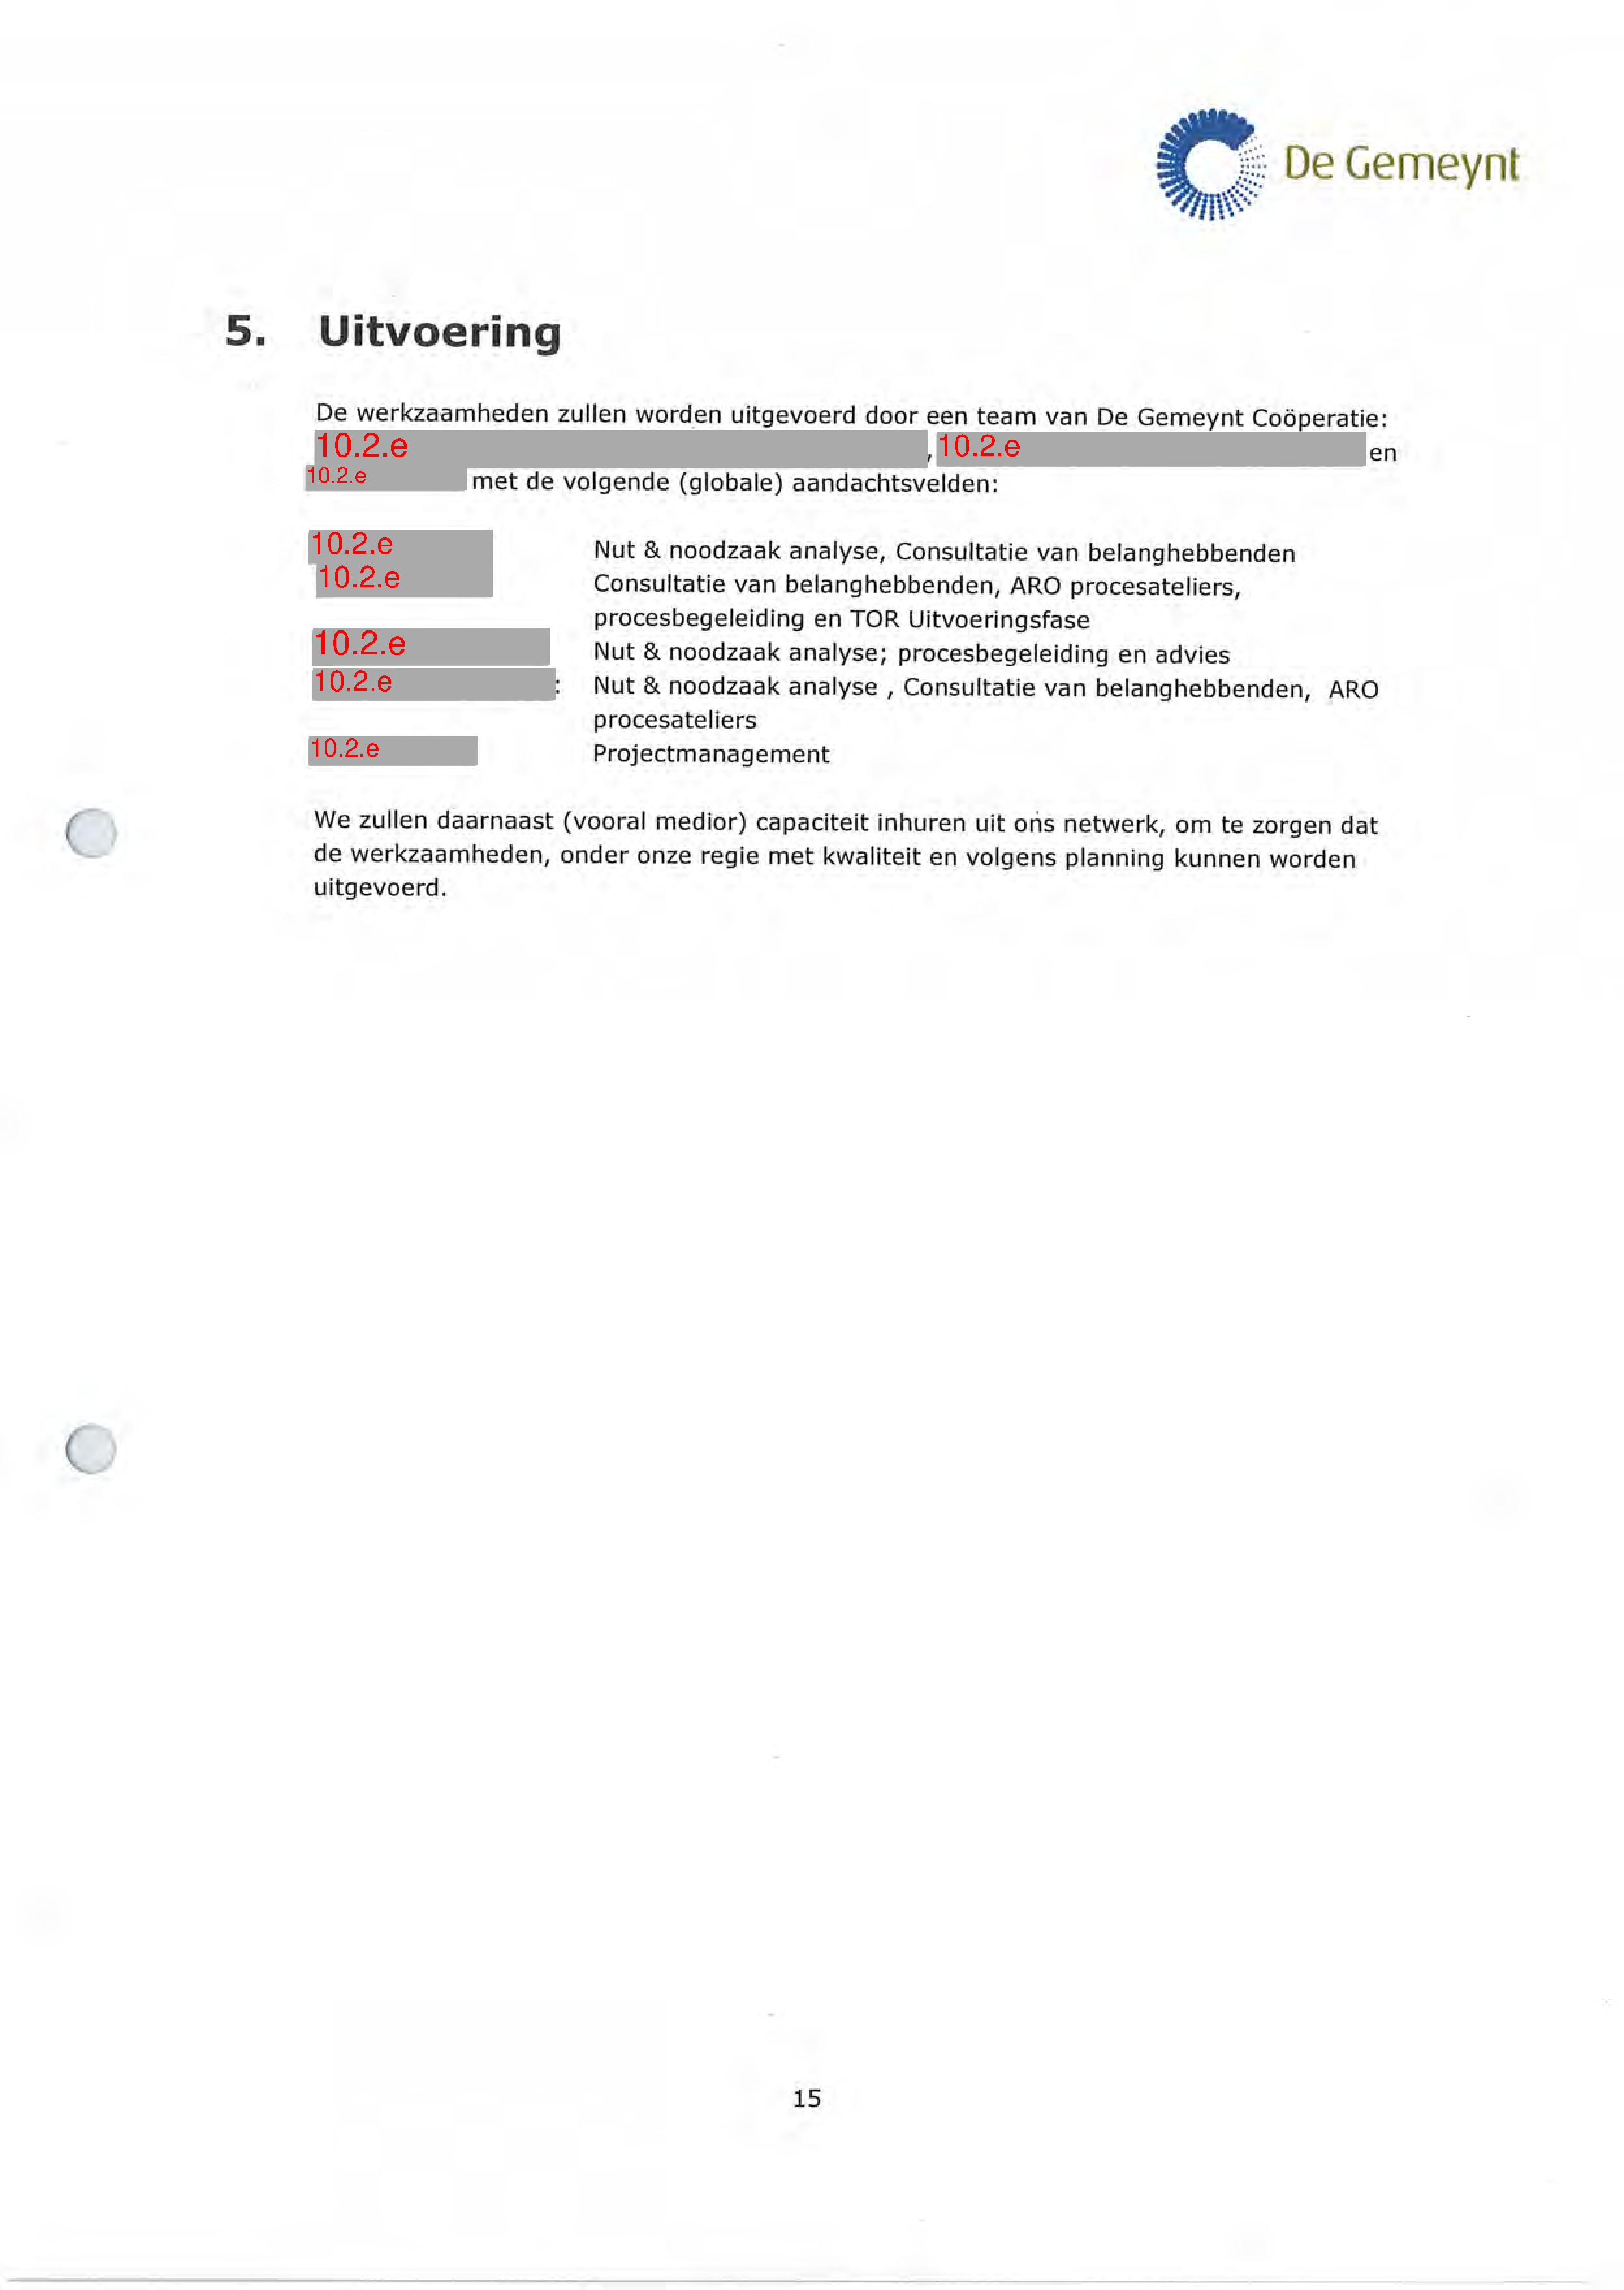 De Gemeynt
5. Uitvoering
De werkzaamheden zullen worden uitgevoerd door een team van De Gemeynt Coöperatie:
10.2.e , 10.2.e en
10.2.e met de volgende (globale) aandachtsvelden:
10.2.e Nut & noodzaak analyse, Consultatie van belanghebbenden
10.2.e Consultatie van belanghebbenden, ARO procesateliers,
procesbegeleiding en TOR Uitvoeringsfase
10.2.e Nut & noodzaak analyse; procesbegeleiding en advies
10.2.e : Nut & noodzaak analyse , Consultatie van belanghebbenden, ARO
procesateliers
10.2.e Projectmanagement
We zullen daarnaast (vooral medior) capaciteit inhuren uit ons netwerk, om te zorgen dat
de werkzaamheden, onder onze regie met kwaliteit en volgens planning kunnen worden
uitgevoerd.
15